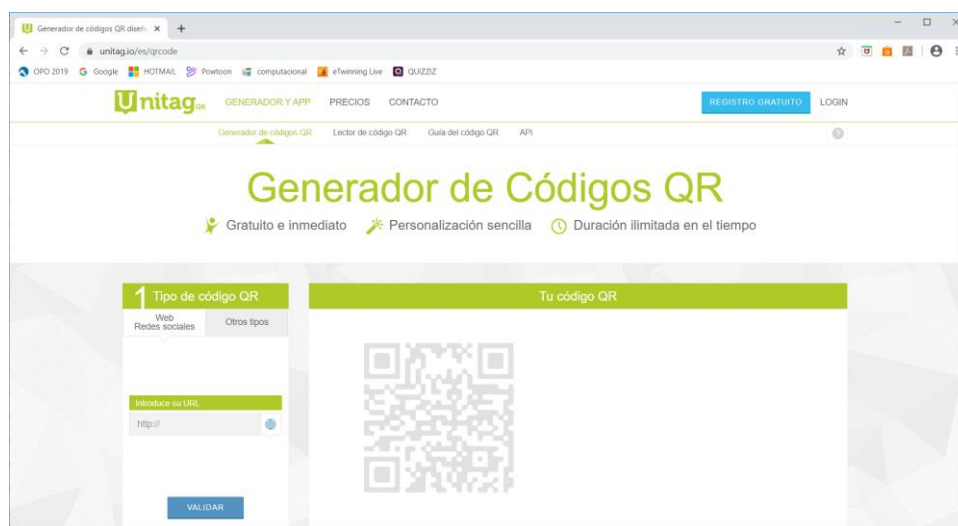 Generador de códigos QR diseñ
unitag.io/es/qrcode
OPO 2019 Google HOTMAIL Powtoon computacional eTwinning Live QUIZZIZ
Unitag QR GENERADOR Y APP PRECIOS CONTACTO REGISTRO GRATUITO LOGIN
Generador de códigos QR Lector de código QR Guía del código QR API ?
Generador de Códigos QR
Gratuito e inmediato Personalización sencilla Duración ilimitada en el tiempo
1 Tipo de código QR
Tu código QR
Web
Redes sociales
Otros tipos
Introduce su URL
http://
VALIDAR